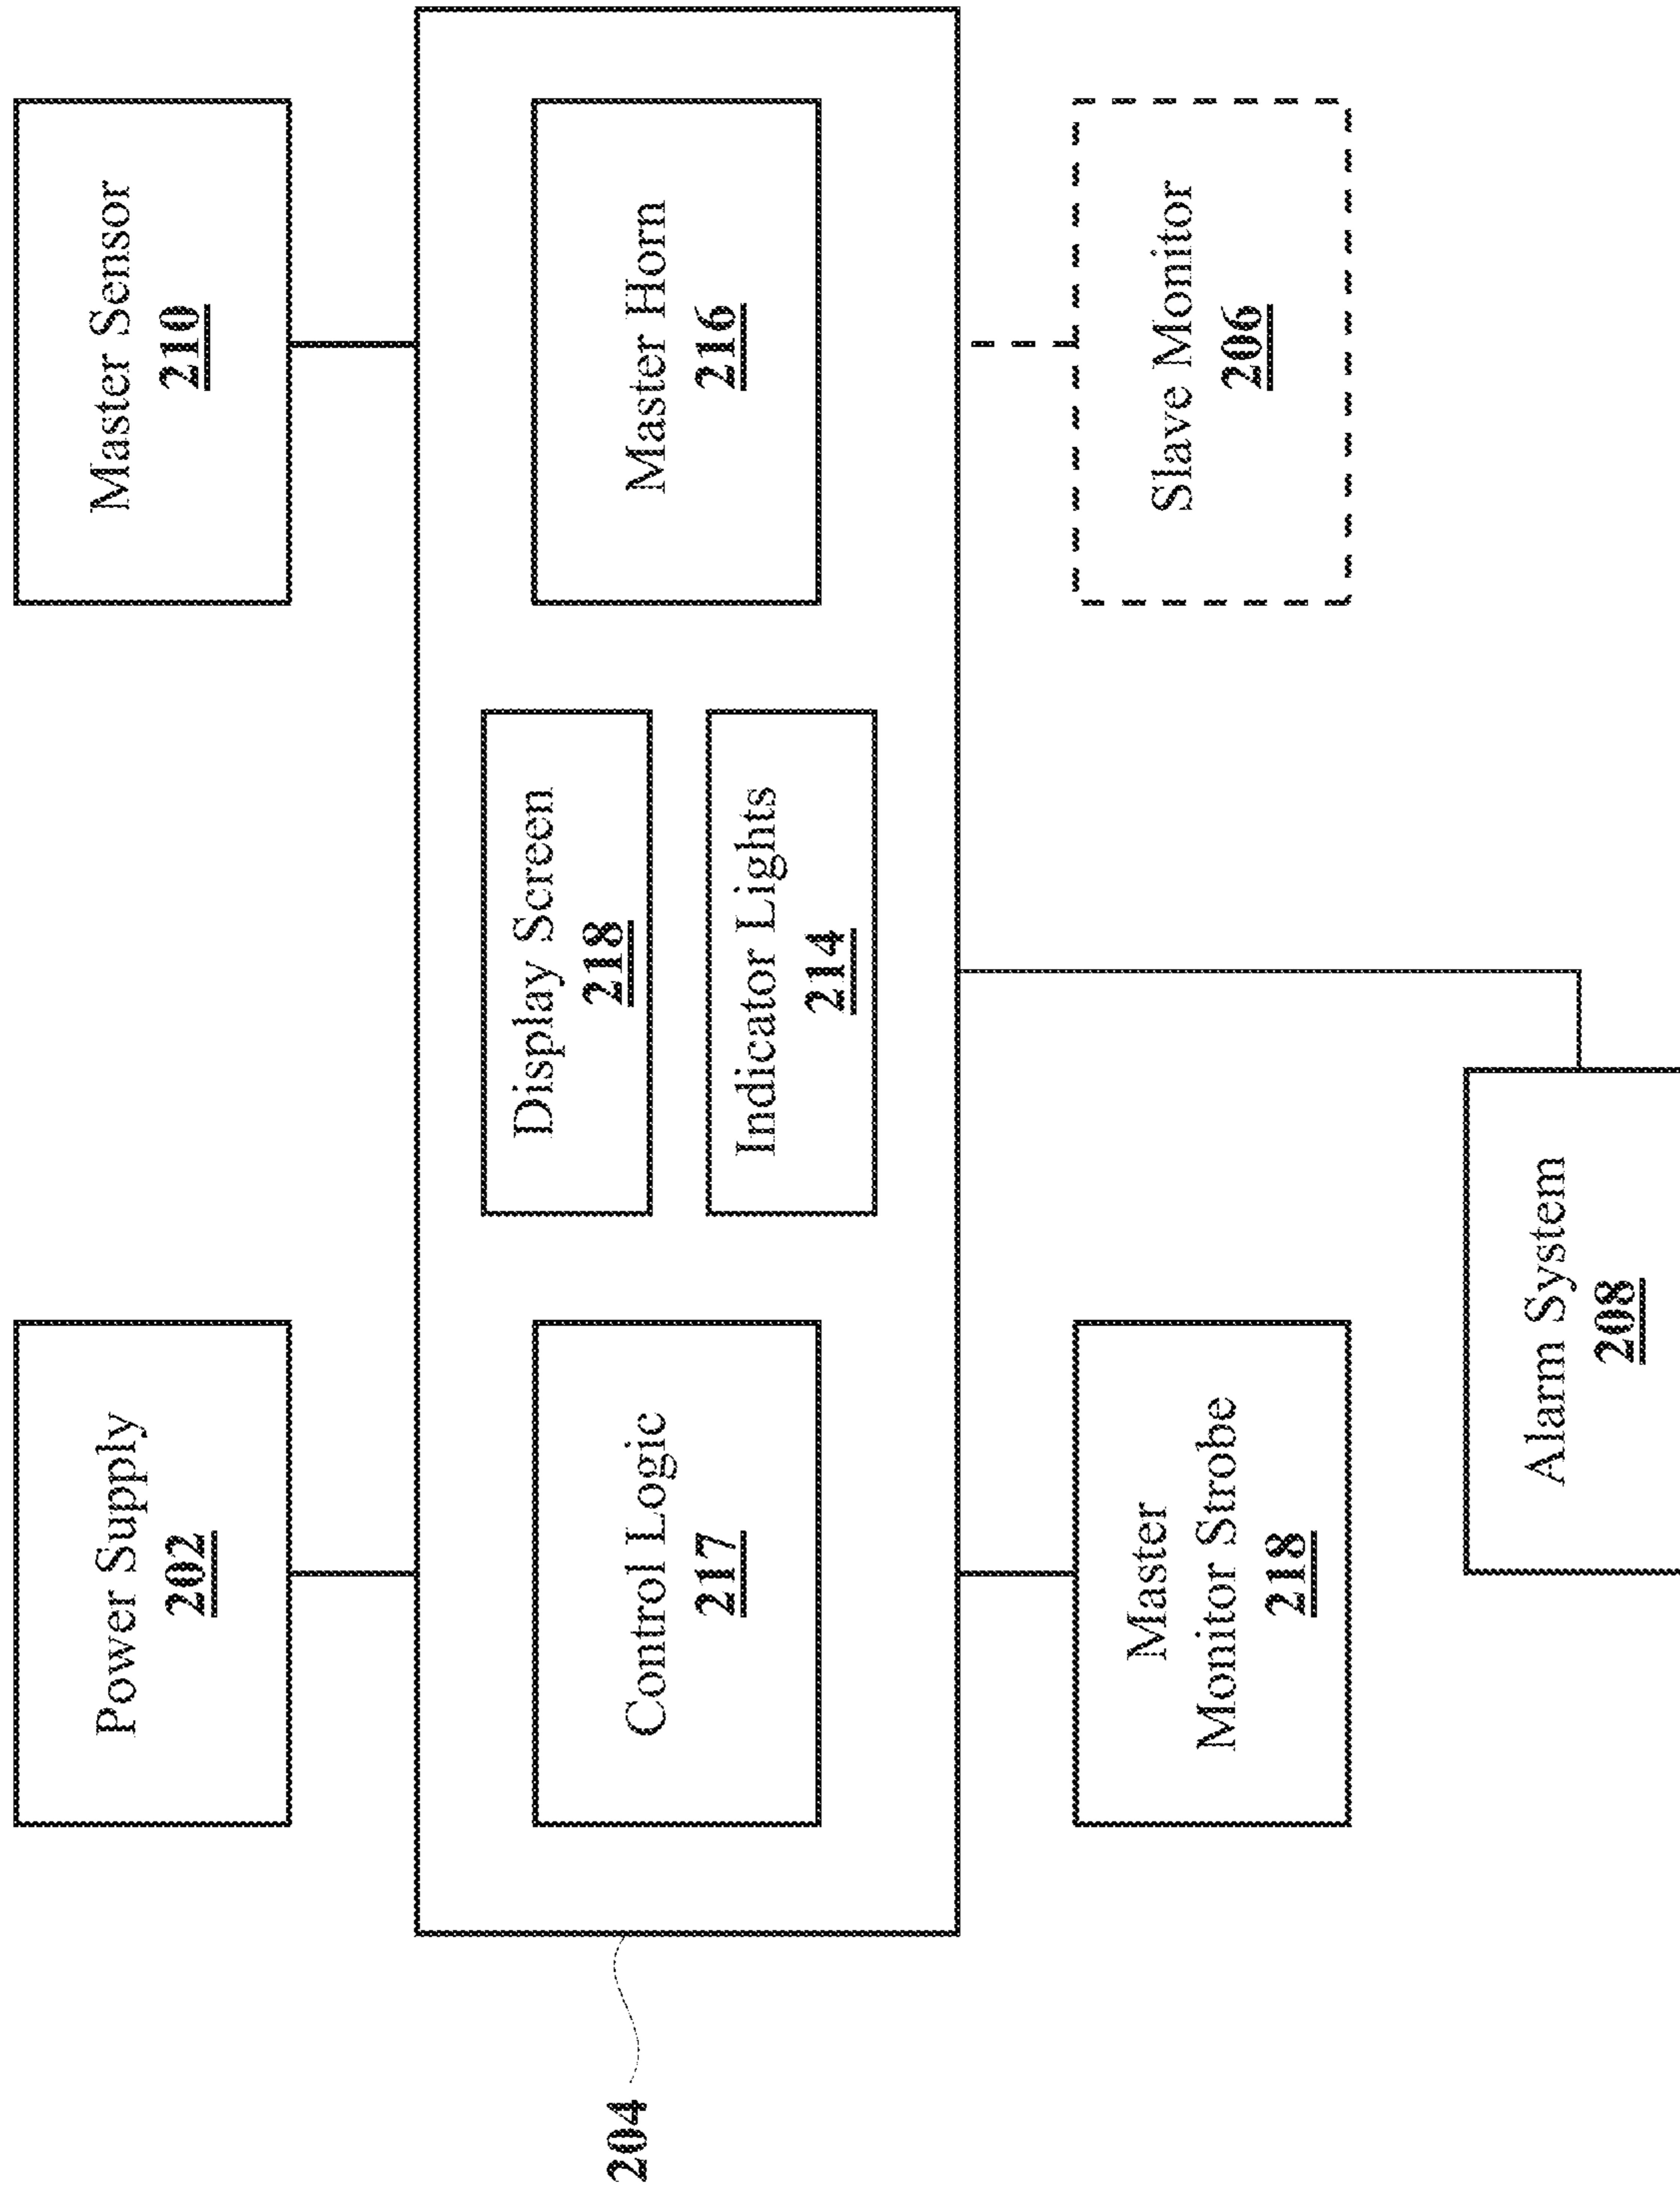 Power Supply
202
Master Sensor
210
Control Logic
217
Display Screen
218
Indicator Lights
214
Master Horn
216
204
Master
Monitor Strobe
218
Slave Monitor
206
Alarm System
208